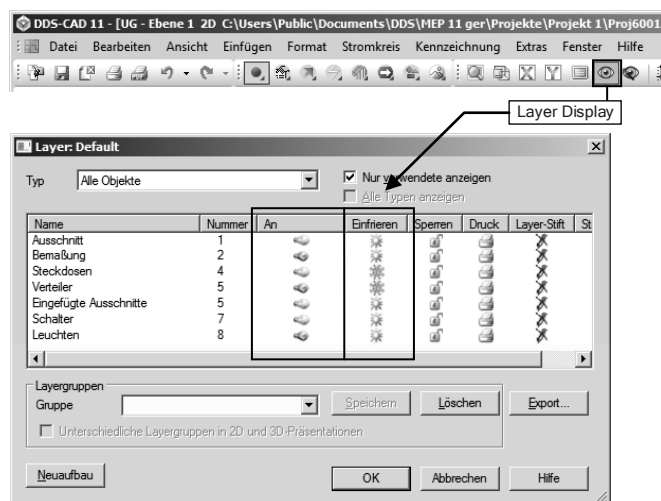 DDS-CAD 11 - [UG - Ebene 1 2D C:\Users\Public\Documents\DDS\MEP 11 ger\Projekte\Projekt 1\Proj6001
Datei Bearbeiten Ansicht Einfügen Format Stromkreis Kennzeichnung Extras Fenster Hilfe
Layer Display
Layer: Default
Typ Alle Objekte Nur verwendete anzeigen
Alle Typen anzeigen
Name Nummer An Einfrieren Sperren Druck Layer-Stift St
Ausschnitt 1
Bemaßung 2
Steckdosen 4
Verteiler 5
Eingefügte Ausschnitte 5
Schalter 7
Leuchten 8
Layergruppen
Gruppe Speichern Löschen Export...
Unterschiedliche Layergruppen in 2D und 3D-Präsentationen
Neuaufbau OK Abbrechen Hilfe